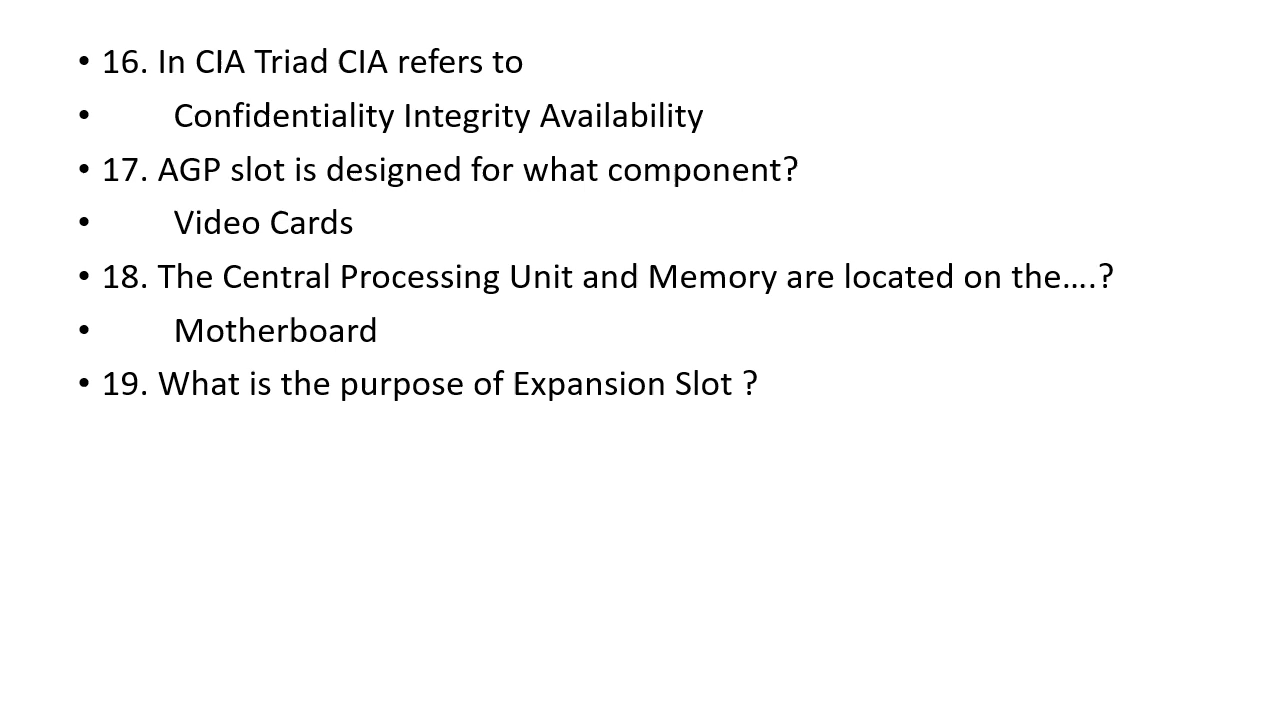 • 16. In CIA Triad CIA refers to
• Confidentiality Integrity Availability
• 17. AGP slot is designed for what component?
• Video Cards
• 18. The Central Processing Unit and Memory are located on the....?
• Motherboard
• 19. What is the purpose of Expansion Slot ?